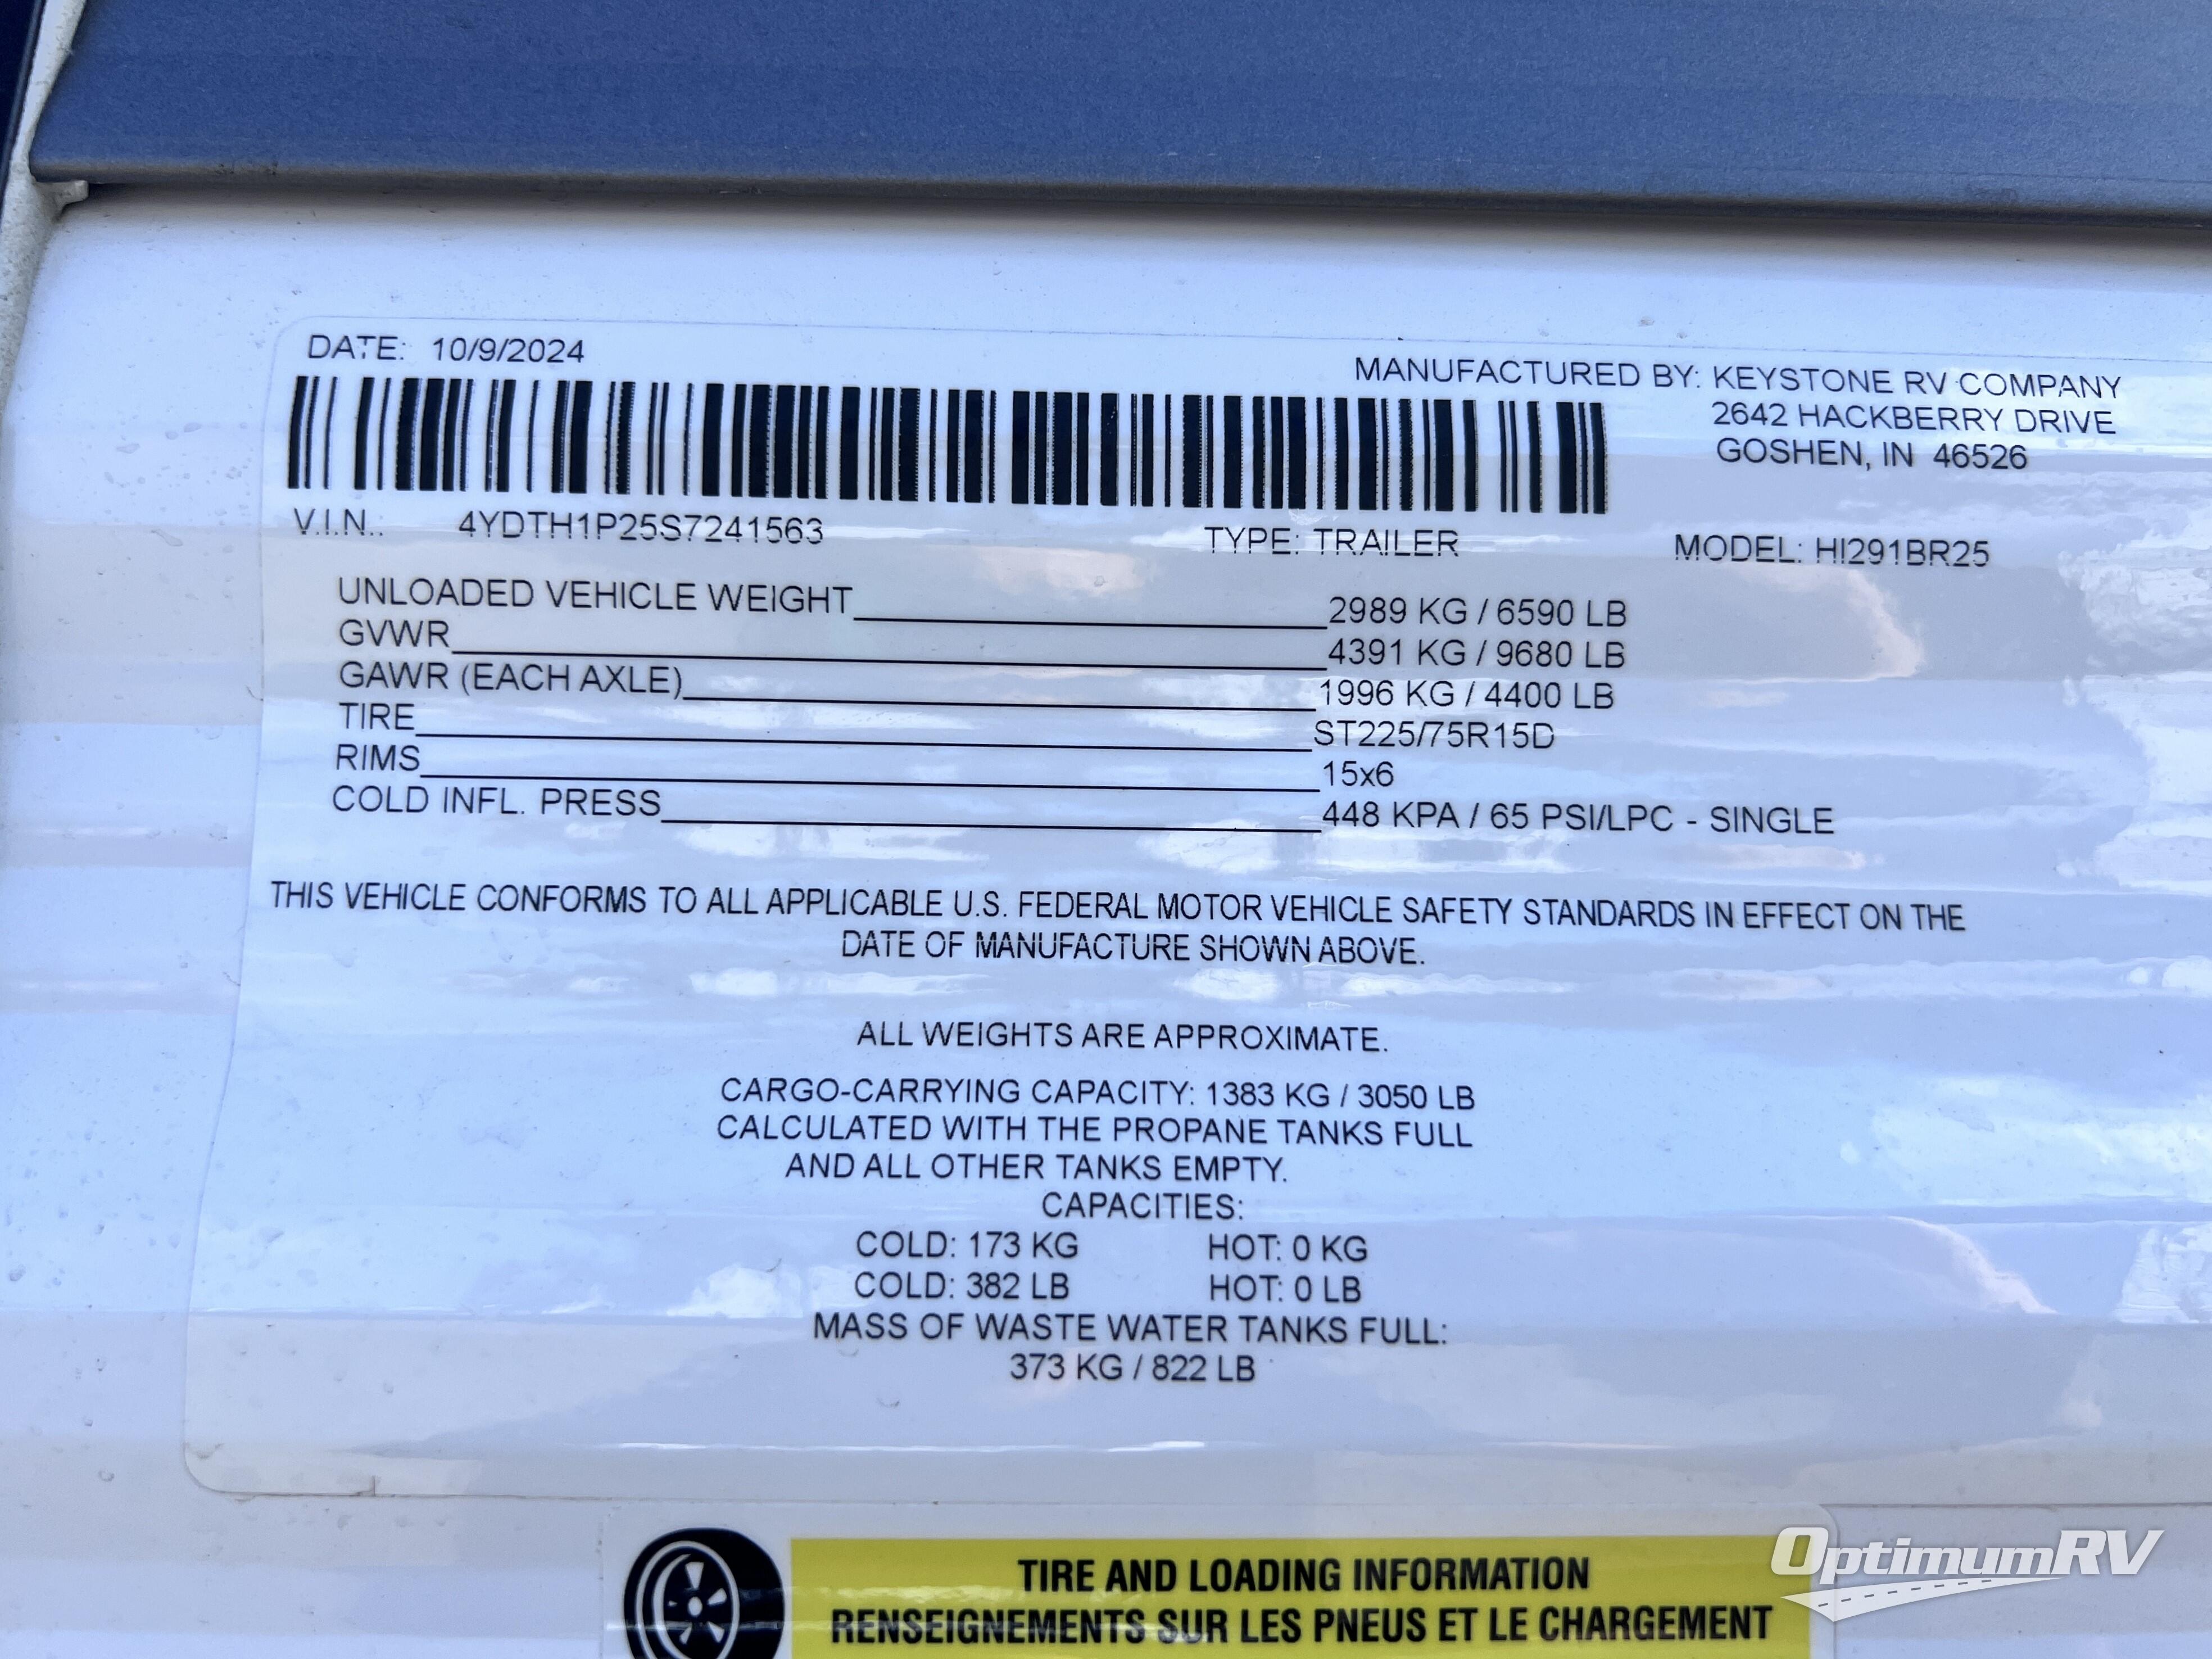 DATE: 10/9/2024
MANUFACTURED BY: KEYSTONE RV COMPANY
2642 HACKBERRY DRIVE
GOSHEN, IN 46526
V.I.N.. 4YDTH1P25S7241563 TYPE: TRAILER MODEL: HI291BR25
UNLOADED VEHICLE WEIGHT 2989 KG / 6590 LB
GVWR 4391 KG / 9680 LB
GAWR (EACH AXLE) 1996 KG / 4400 LB
TIRE ST225/75R15D
RIMS 15x6
COLD INFL. PRESS 448 KPA / 65 PSI/LPC - SINGLE
THIS VEHICLE CONFORMS TO ALL APPLICABLE U.S. FEDERAL MOTOR VEHICLE SAFETY STANDARDS IN EFFECT ON THE
DATE OF MANUFACTURE SHOWN ABOVE.
ALL WEIGHTS ARE APPROXIMATE.
CARGO-CARRYING CAPACITY: 1383 KG / 3050 LB
CALCULATED WITH THE PROPANE TANKS FULL
AND ALL OTHER TANKS EMPTY.
CAPACITIES:
COLD: 173 KG HOT: 0 KG
COLD: 382 LB HOT: 0 LB
MASS OF WASTE WATER TANKS FULL:
373 KG / 822 LB
TIRE AND LOADING INFORMATION
RENSEIGNEMENTS SUR LES PNEUS ET LE CHARGEMENT
OptimumRV